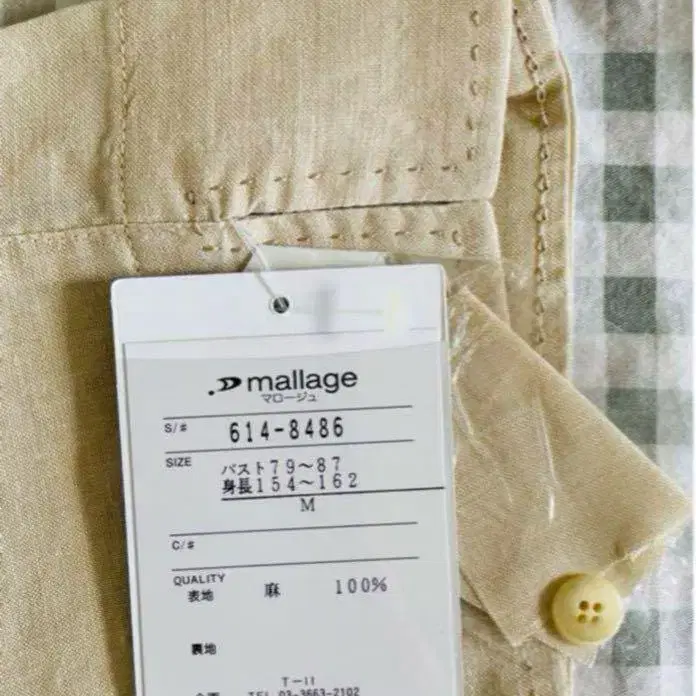 mallage
マロージュ
S/# 614-8486
SIZE バスト79～87
身長154～162
M
C/#
QUALITY
表地 麻 100%
裏地
T-11
TEL 03-3663-2102